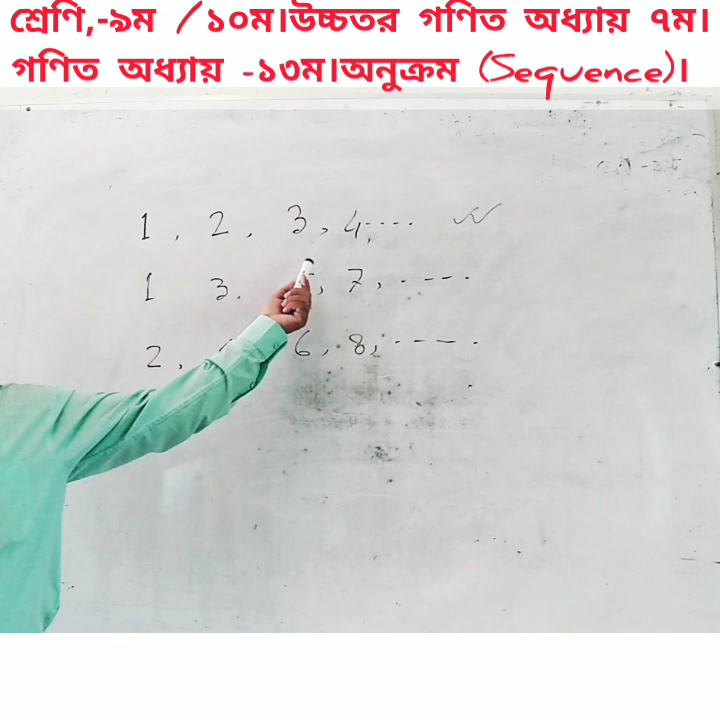 শ্রেণি,-৯ম /১০ম।উচ্চতর গণিত অধ্যায় ৭ম।
গণিত অধ্যায় -১৩ম।অনুক্রম (Sequence)।
1, 2, 3, 4, ....
1 3, 7, . - - - .
2, 6, 8, . - - - .